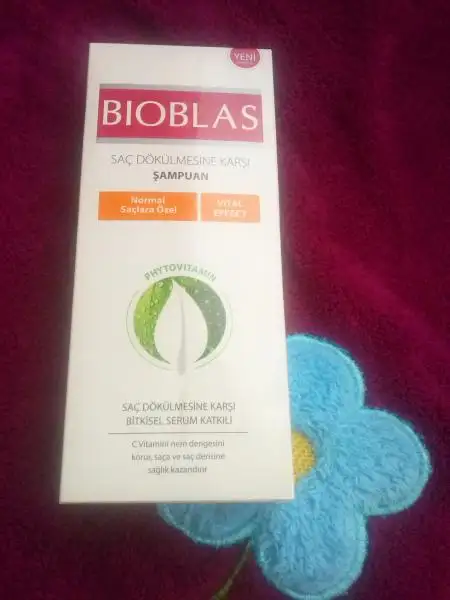 YENİ
BIOBLAS
SAÇ DÖKÜLMESİNE KARŞI
ŞAMPUAN
Normal
Saçlara Özel
VITAL
EFFECT
PHYTOVITAMIN
SAÇ DÖKÜLMESİNE KARŞI
BİTKİSEL SERUM KATKILI
C Vitamini nem dengesini
korur, saça ve saç derisine
sağlık kazandırır